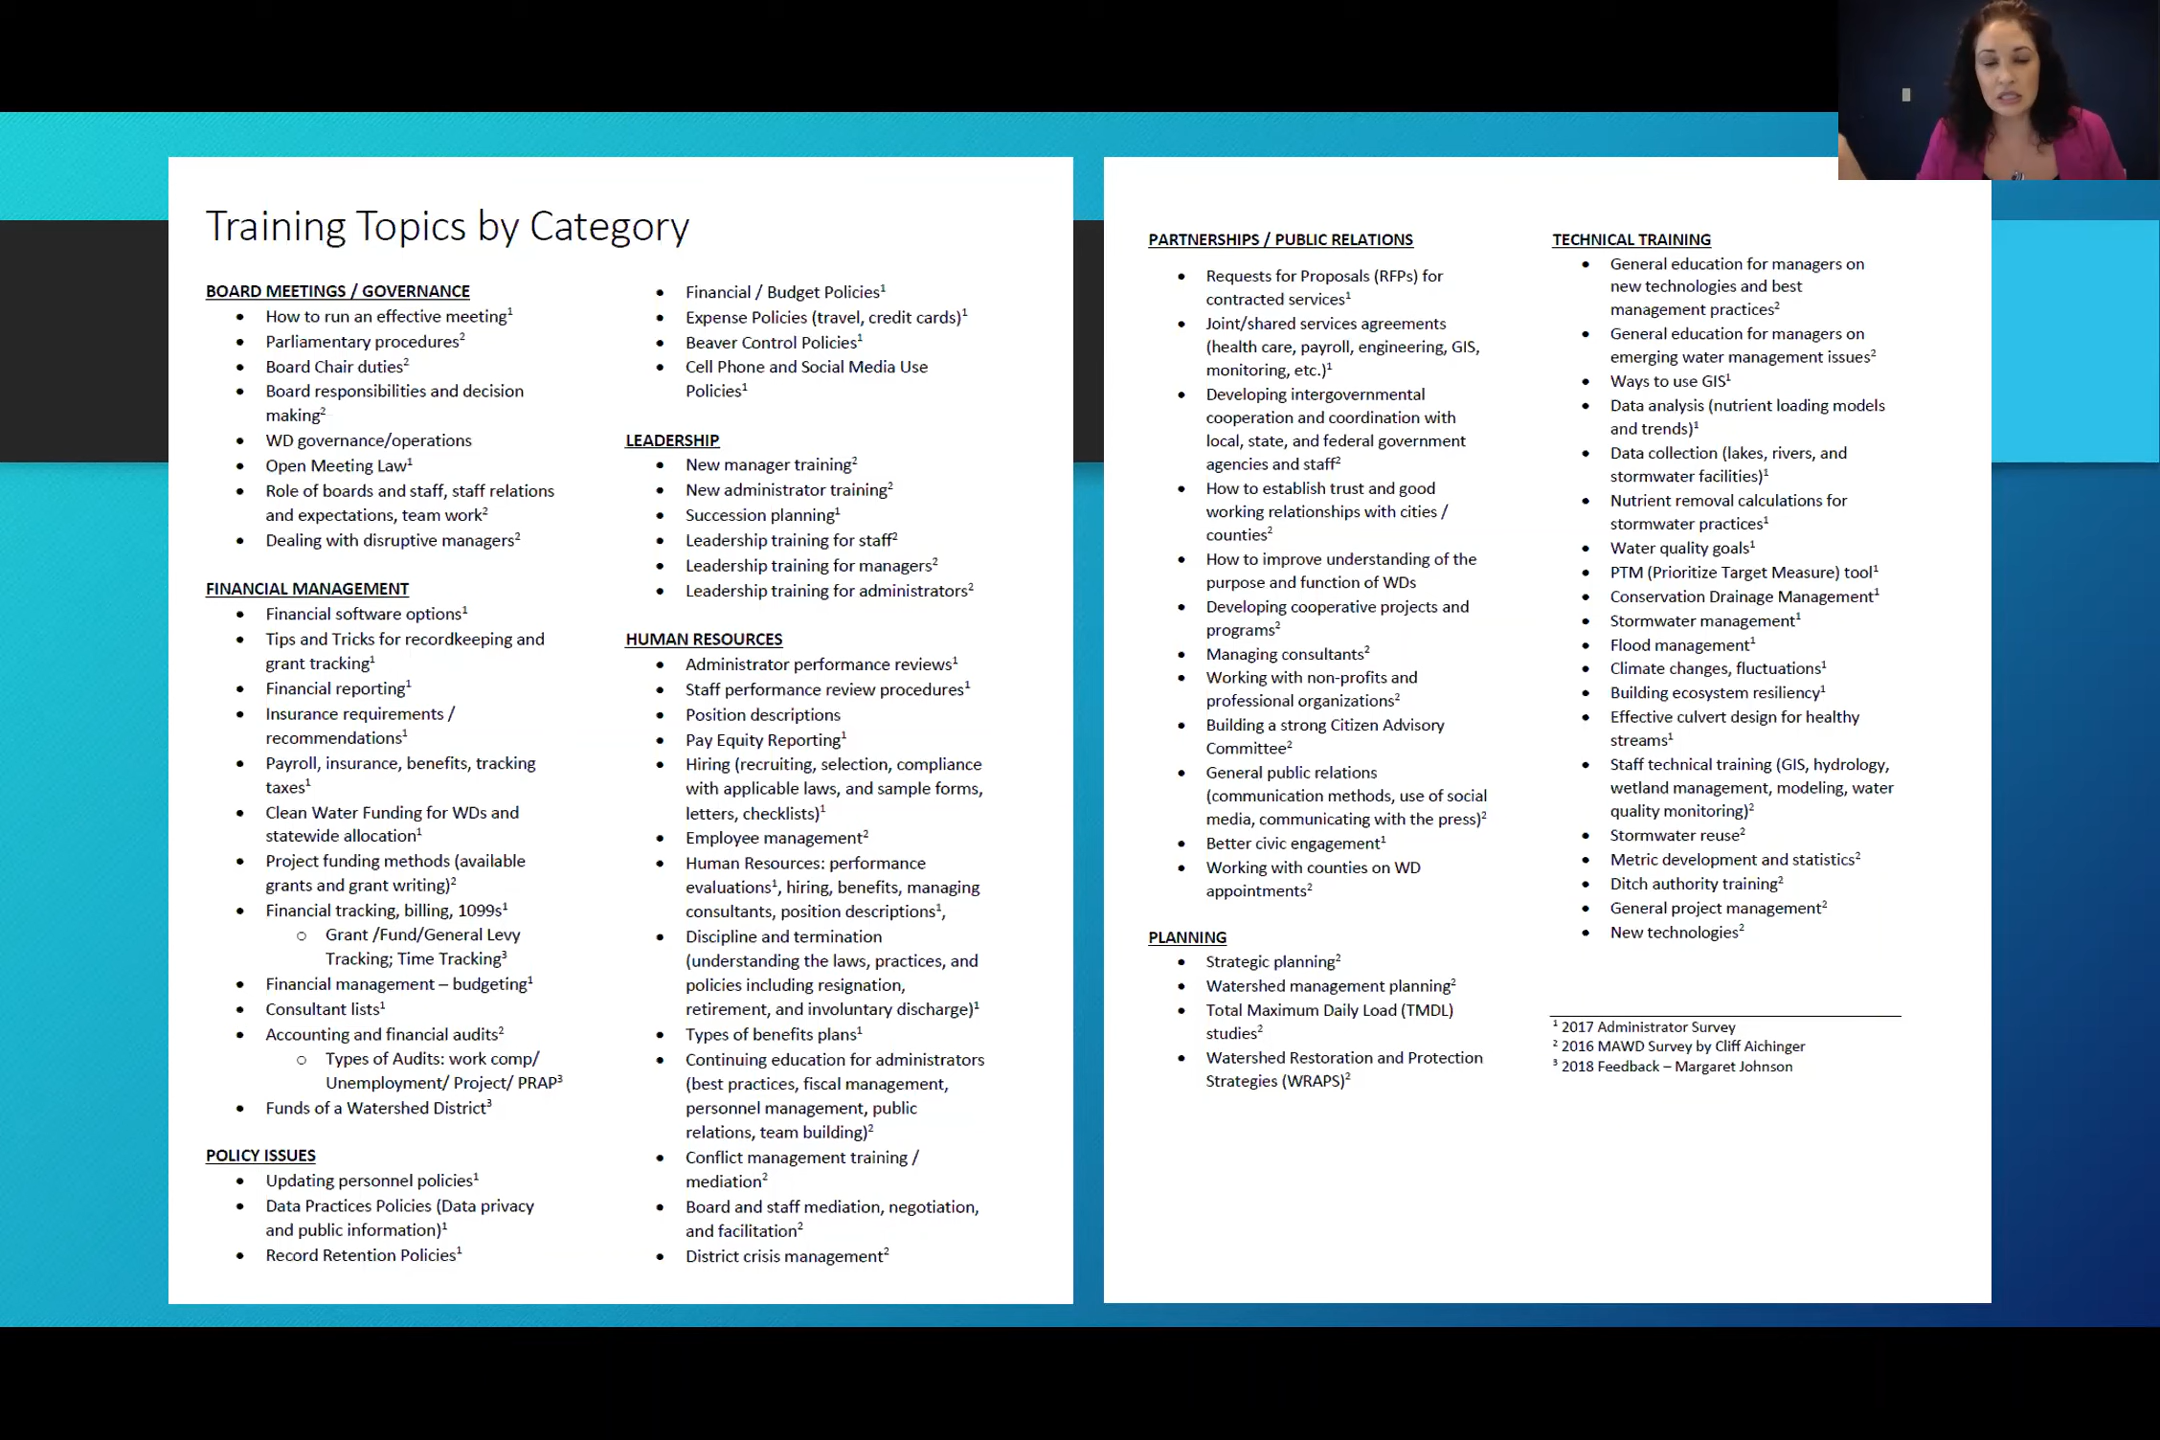 Training Topics by Category
BOARD MEETINGS / GOVERNANCE
• How to run an effective meeting¹
• Parliamentary procedures²
• Board Chair duties²
• Board responsibilities and decision
making²
• WD governance/operations
• Open Meeting Law¹
• Role of boards and staff, staff relations
and expectations, team work²
• Dealing with disruptive managers²
FINANCIAL MANAGEMENT
• Financial software options¹
• Tips and Tricks for recordkeeping and
grant tracking¹
• Financial reporting¹
• Insurance requirements /
recommendations¹
• Payroll, insurance, benefits, tracking
taxes¹
• Clean Water Funding for WDs and
statewide allocation¹
• Project funding methods (available
grants and grant writing)²
• Financial tracking, billing, 1099s¹
o Grant /Fund/General Levy
Tracking; Time Tracking³
• Financial management – budgeting¹
• Consultant lists¹
• Accounting and financial audits²
o Types of Audits: work comp/
Unemployment/ Project/ PRAP³
• Funds of a Watershed District³
POLICY ISSUES
• Updating personnel policies¹
• Data Practices Policies (Data privacy
and public information)¹
• Record Retention Policies¹
• Financial / Budget Policies¹
• Expense Policies (travel, credit cards)¹
• Beaver Control Policies¹
• Cell Phone and Social Media Use
Policies¹
LEADERSHIP
• New manager training²
• New administrator training²
• Succession planning¹
• Leadership training for staff²
• Leadership training for managers²
• Leadership training for administrators²
HUMAN RESOURCES
• Administrator performance reviews¹
• Staff performance review procedures¹
• Position descriptions
• Pay Equity Reporting¹
• Hiring (recruiting, selection, compliance
with applicable laws, and sample forms,
letters, checklists)¹
• Employee management²
• Human Resources: performance
evaluations¹, hiring, benefits, managing
consultants, position descriptions¹,
• Discipline and termination
(understanding the laws, practices, and
policies including resignation,
retirement, and involuntary discharge)¹
• Types of benefits plans¹
• Continuing education for administrators
(best practices, fiscal management,
personnel management, public
relations, team building)²
• Conflict management training /
mediation²
• Board and staff mediation, negotiation,
and facilitation²
• District crisis management²
PARTNERSHIPS / PUBLIC RELATIONS
• Requests for Proposals (RFPs) for
contracted services¹
• Joint/shared services agreements
(health care, payroll, engineering, GIS,
monitoring, etc.)¹
• Developing intergovernmental
cooperation and coordination with
local, state, and federal government
agencies and staff²
• How to establish trust and good
working relationships with cities /
counties²
• How to improve understanding of the
purpose and function of WDs
• Developing cooperative projects and
programs²
• Managing consultants²
• Working with non-profits and
professional organizations²
• Building a strong Citizen Advisory
Committee²
• General public relations
(communication methods, use of social
media, communicating with the press)²
• Better civic engagement¹
• Working with counties on WD
appointments²
PLANNING
• Strategic planning²
• Watershed management planning²
• Total Maximum Daily Load (TMDL)
studies²
• Watershed Restoration and Protection
Strategies (WRAPS)²
TECHNICAL TRAINING
• General education for managers on
new technologies and best
management practices²
• General education for managers on
emerging water management issues²
• Ways to use GIS¹
• Data analysis (nutrient loading models
and trends)¹
• Data collection (lakes, rivers, and
stormwater facilities)¹
• Nutrient removal calculations for
stormwater practices¹
• Water quality goals¹
• PTM (Prioritize Target Measure) tool¹
• Conservation Drainage Management¹
• Stormwater management¹
• Flood management¹
• Climate changes, fluctuations¹
• Building ecosystem resiliency¹
• Effective culvert design for healthy
streams¹
• Staff technical training (GIS, hydrology,
wetland management, modeling, water
quality monitoring)²
• Stormwater reuse²
• Metric development and statistics²
• Ditch authority training²
• General project management²
• New technologies²
¹ 2017 Administrator Survey
² 2016 MAWD Survey by Cliff Aichinger
³ 2018 Feedback – Margaret Johnson